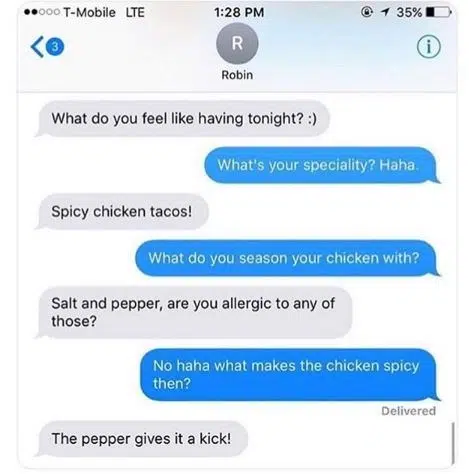 T-Mobile LTE 1:28 PM 35%
3
R
Robin
What do you feel like having tonight? :)
What's your speciality? Haha.
Spicy chicken tacos!
What do you season your chicken with?
Salt and pepper, are you allergic to any of
those?
No haha what makes the chicken spicy
then?
Delivered
The pepper gives it a kick!